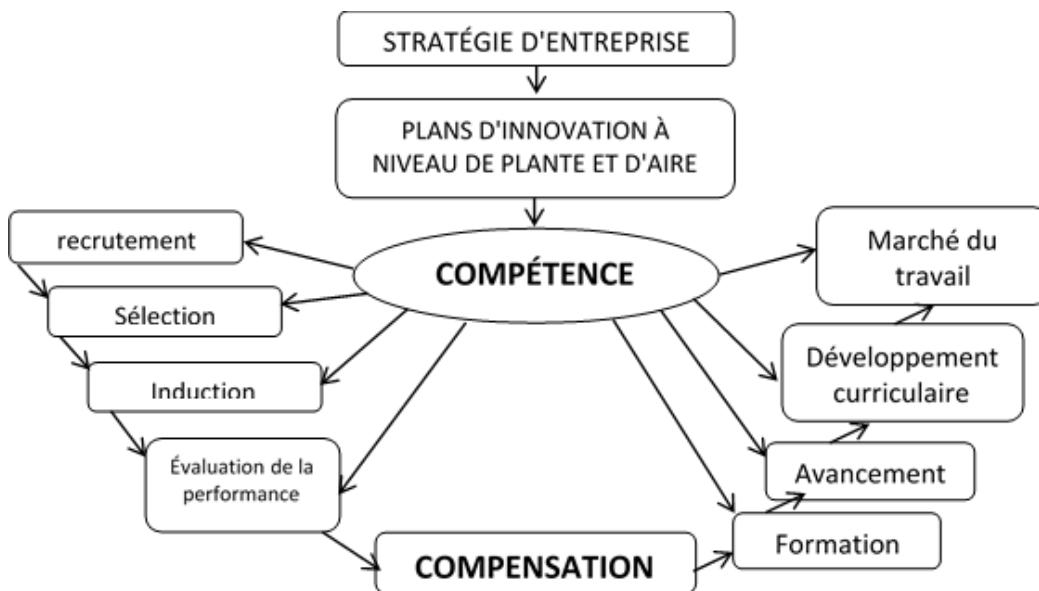 STRATÉGIE D'ENTREPRISE
PLANS D'INNOVATION À
NIVEAU DE PLANTE ET D'AIRE
COMPÉTENCE
recrutement
Sélection
Induction
Évaluation de la
performance
COMPENSATION
Formation
Avancement
Développement
curriculaire
Marché du
travail